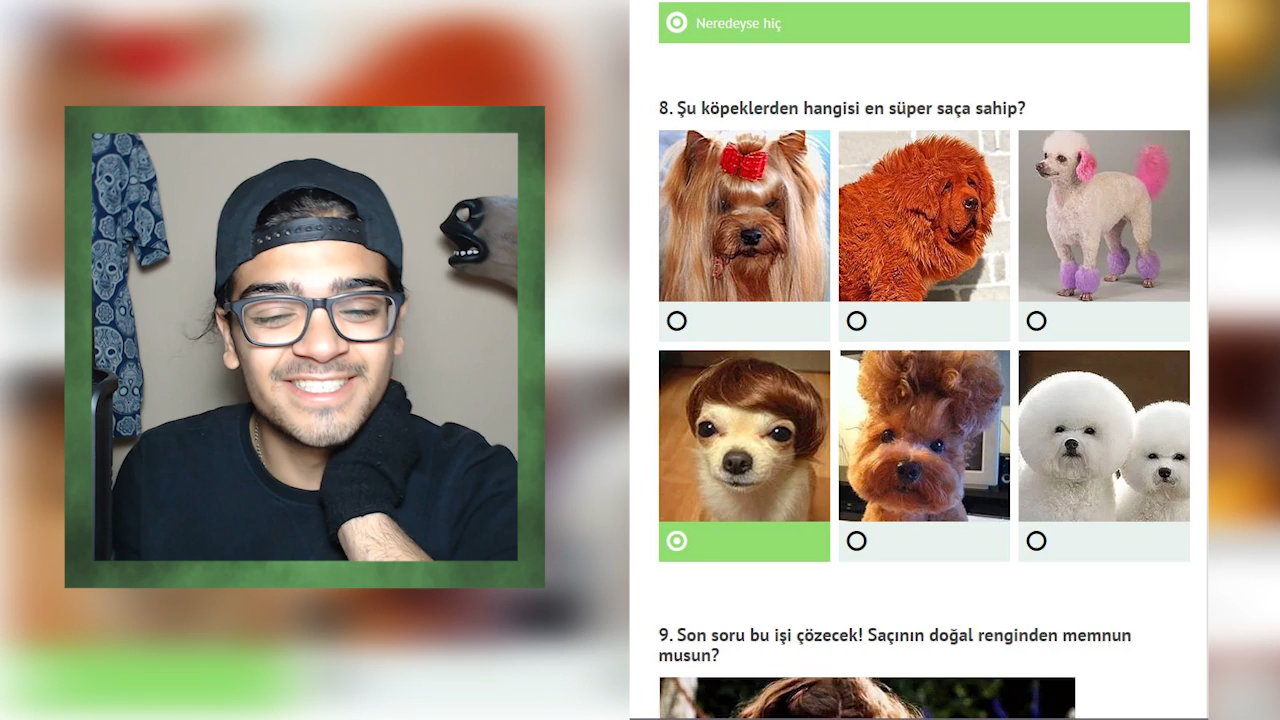 Neredeyse hiç
8. Şu köpeklerden hangisi en süper saça sahip?
9. Son soru bu işi çözecek! Saçının doğal renginden memnun
musun?